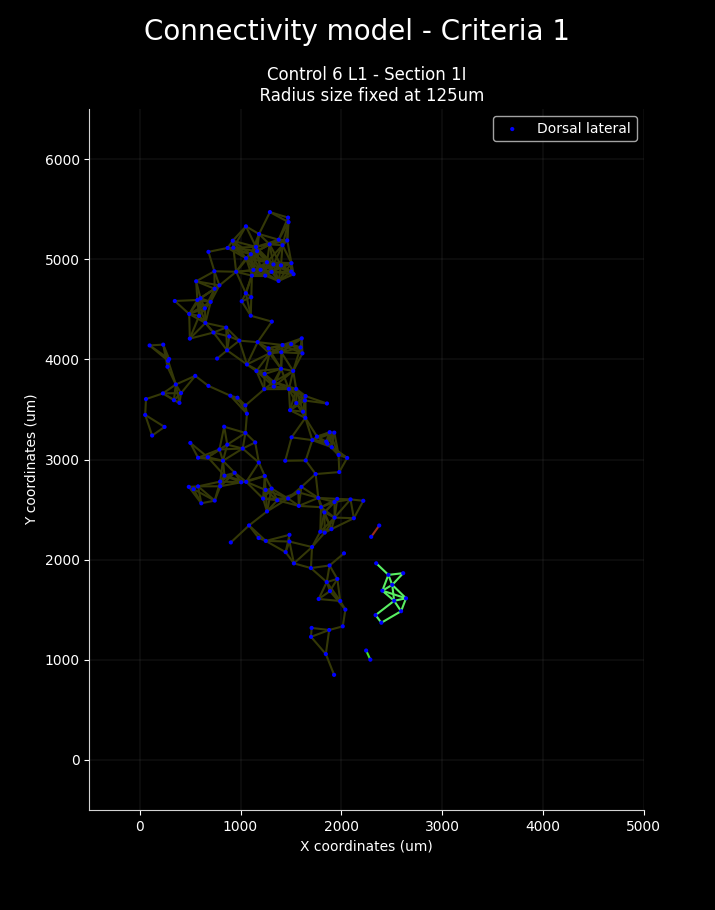 Connectivity model - Criteria 1
Control 6 L1 - Section 1I
Radius size fixed at 125um
Dorsal lateral
6000
5000
4000
3000
2000
1000
0
Y coordinates (um)
0 1000 2000 3000 4000 5000
X coordinates (um)